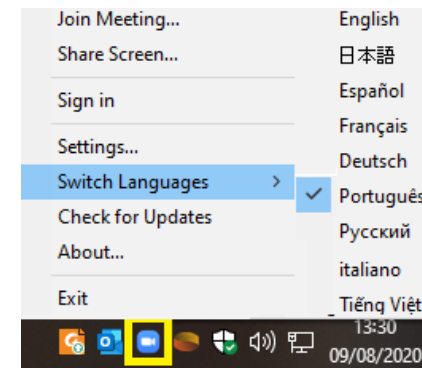 Join Meeting...
Share Screen...
Sign in
Settings...
Switch Languages
Check for Updates
About...
Exit
English
日本語
Español
Français
Deutsch
Português
Русский
italiano
Tiếng Việt
13:30
09/08/2020